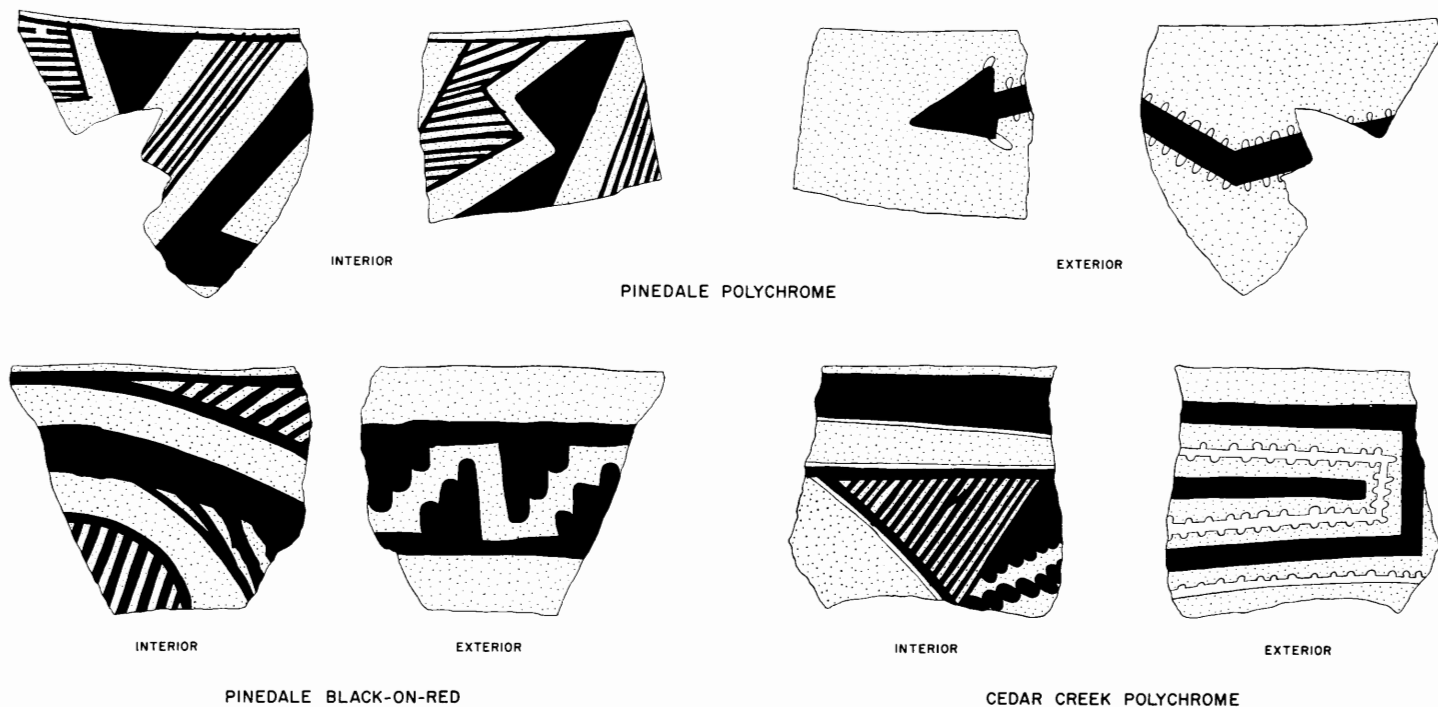 INTERIOR
EXTERIOR
PINEDALE POLYCHROME
INTERIOR
EXTERIOR
INTERIOR
EXTERIOR
PINEDALE BLACK-ON-RED
CEDAR CREEK POLYCHROME